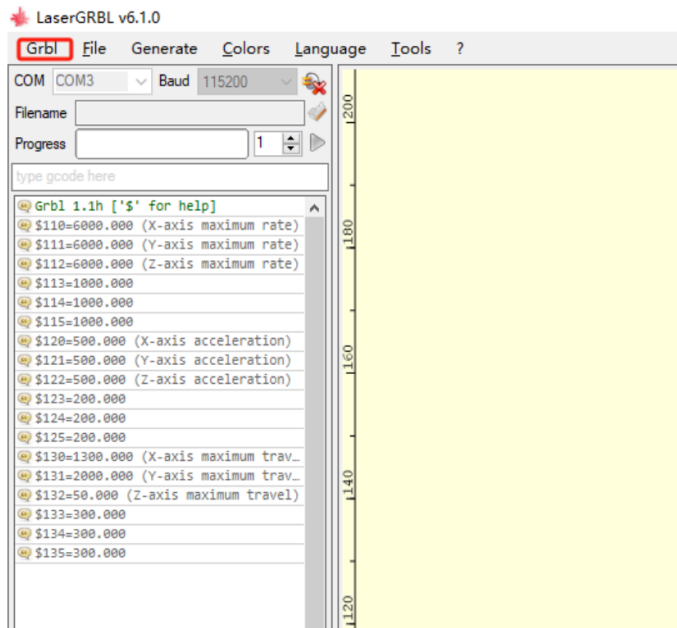 LaserGRBL v6.1.0
Grbl File Generate Colors Language Tools ?
COM COM3 Baud 115200
Filename
Progress 1
type gcode here
Grbl 1.1h ['$' for help]
$110=6000.000 (X-axis maximum rate)
$111=6000.000 (Y-axis maximum rate)
$112=6000.000 (Z-axis maximum rate)
$113=1000.000
$114=1000.000
$115=1000.000
$120=500.000 (X-axis acceleration)
$121=500.000 (Y-axis acceleration)
$122=500.000 (Z-axis acceleration)
$123=200.000
$124=200.000
$125=200.000
$130=1300.000 (X-axis maximum trav…
$131=2000.000 (Y-axis maximum trav…
$132=50.000 (Z-axis maximum travel)
$133=300.000
$134=300.000
$135=300.000
200
180
160
140
120